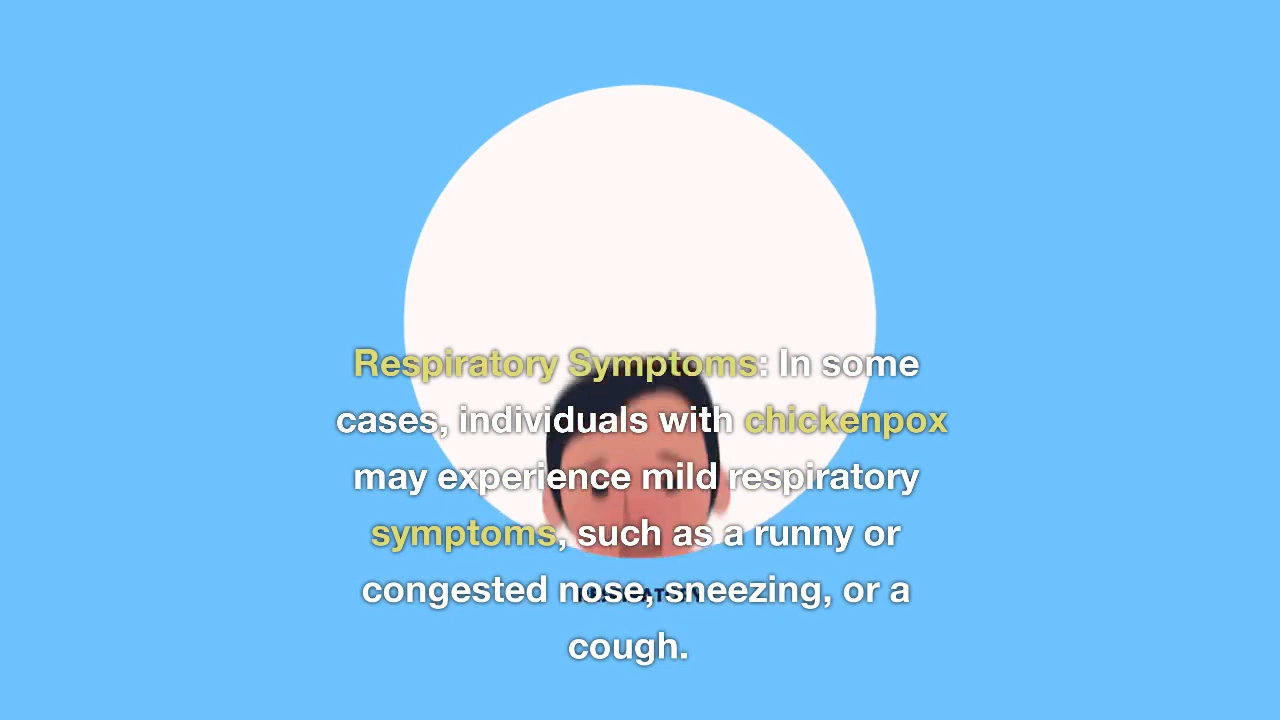 Respiratory Symptoms: In some
cases, individuals with chickenpox
may experience mild respiratory
symptoms, such as a runny or
congested nose, sneezing, or a
cough.